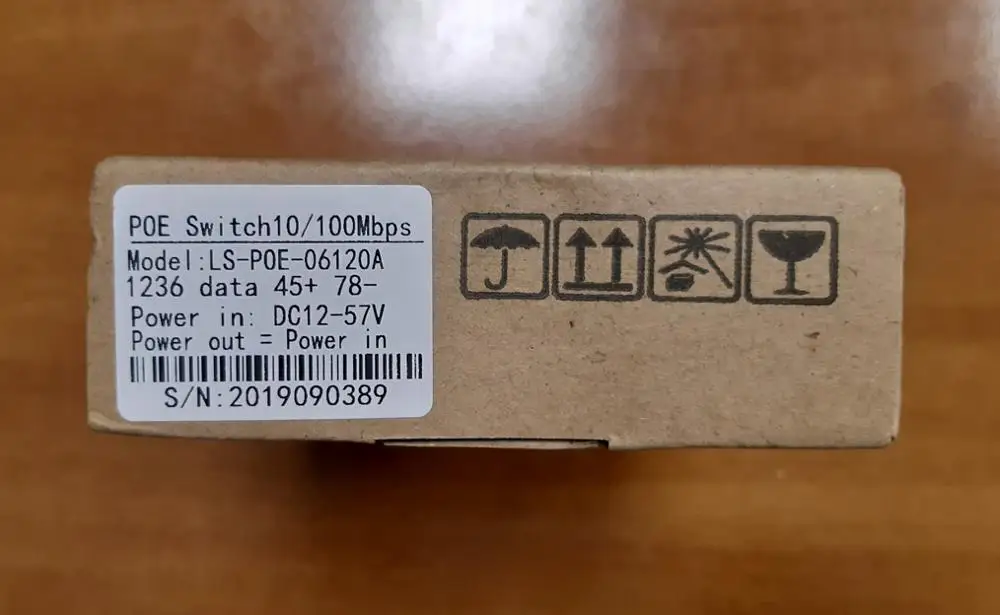 POE Switch10/100Mbps
Model:LS-POE-06120A
1236 data 45+ 78-
Power in: DC12-57V
Power out = Power in
S/N:2019090389